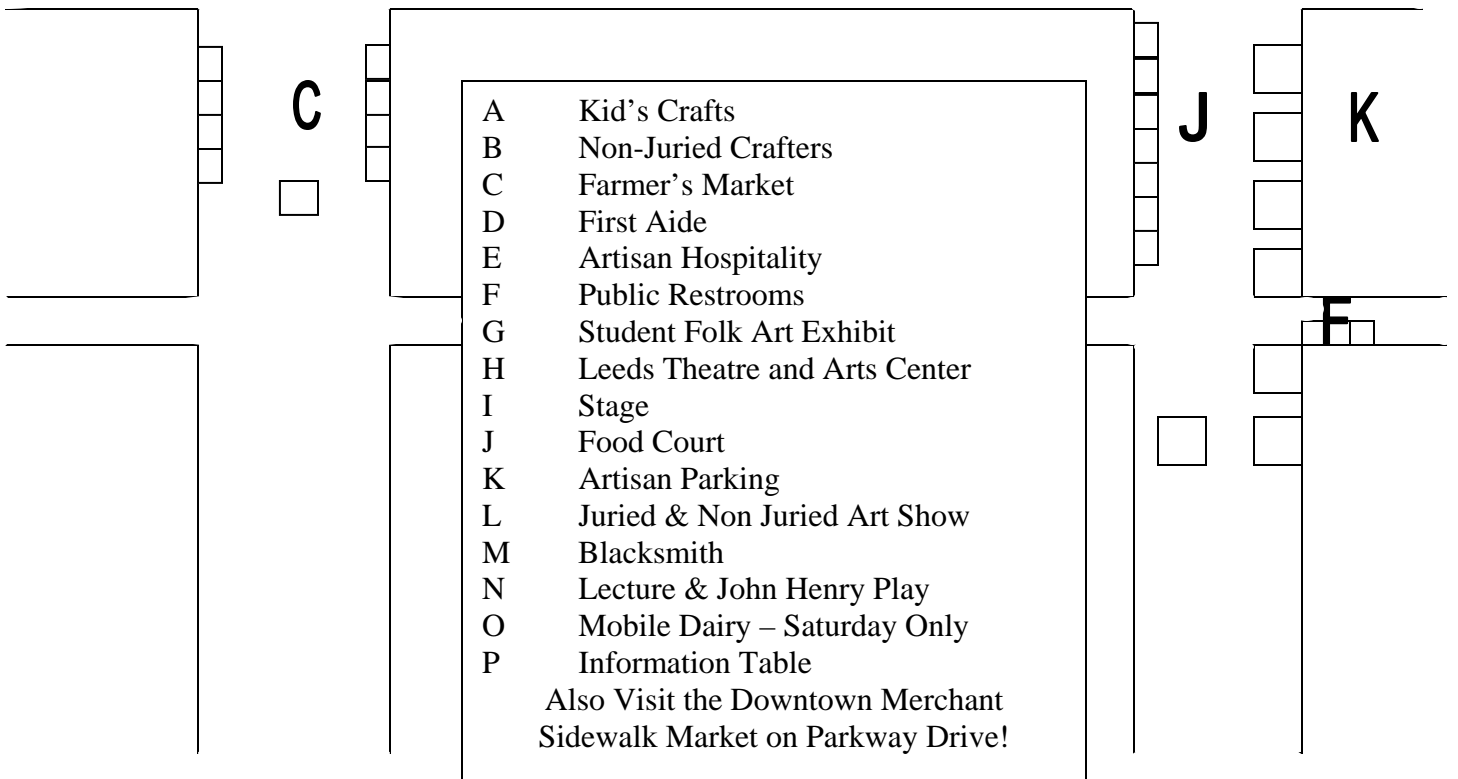 C
J
K
A Kid’s Crafts
B Non-Juried Crafters
C Farmer’s Market
D First Aide
E Artisan Hospitality
F Public Restrooms
G Student Folk Art Exhibit
H Leeds Theatre and Arts Center
I Stage
J Food Court
K Artisan Parking
L Juried & Non Juried Art Show
M Blacksmith
N Lecture & John Henry Play
O Mobile Dairy – Saturday Only
P Information Table
Also Visit the Downtown Merchant
Sidewalk Market on Parkway Drive!
F